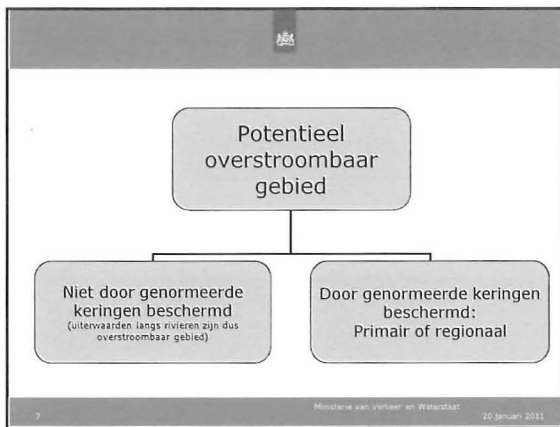 Potentieel
overstroombaar
gebied
Niet door genormeerde
keringen beschermd
(uiterwaarden langs rivieren zijn dus
overstroombaar gebied)
Door genormeerde keringen
beschermd:
Primair of regionaal
Ministerie van Verkeer en Waterstaat
7
20 januari 2011